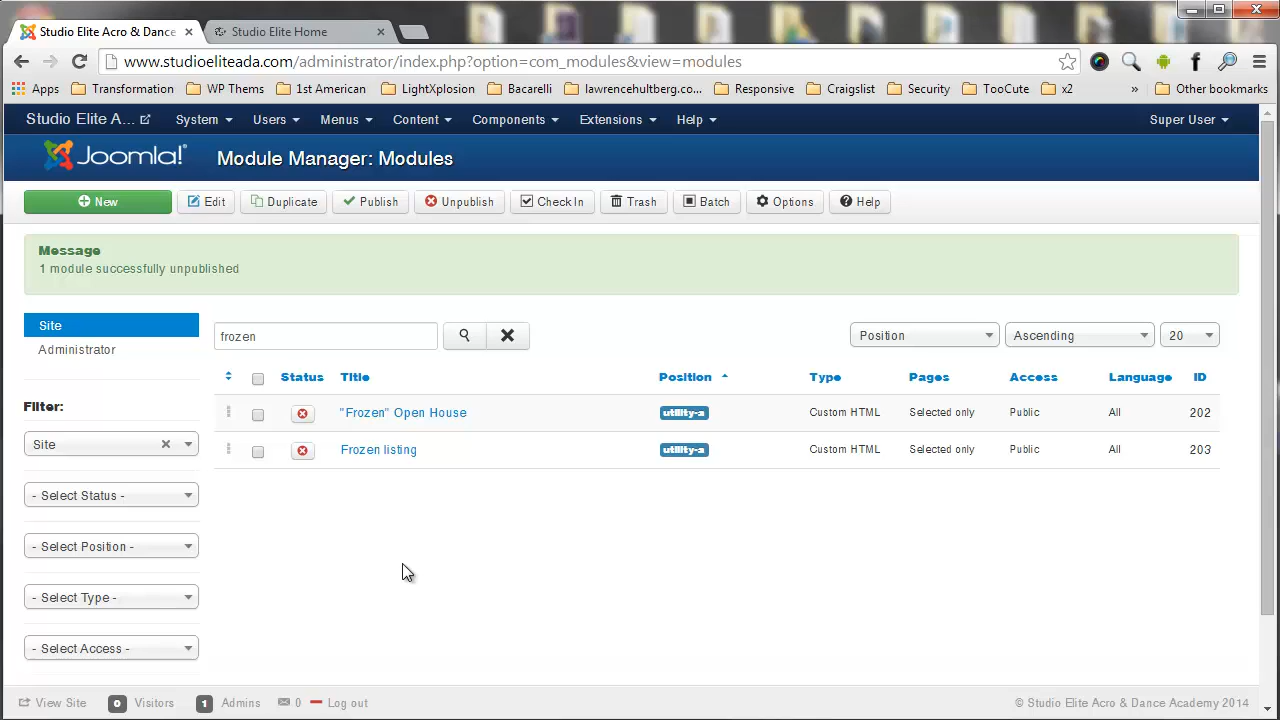 Studio Elite Acro & Dance
Studio Elite Home
www.studioeliteada.com/administrator/index.php?option=com_modules&view=modules
Apps Transformation WP Thems 1st American LightXplosion Bacarelli lawrencehultberg.co... Responsive Craigslist Security TooCute x2 » Other bookmarks
Studio Elite A... System Users Menus Content Components Extensions Help Super User
Joomla! Module Manager: Modules
New Edit Duplicate Publish Unpublish Check In Trash Batch Options Help
Message
1 module successfully unpublished
Site
Administrator
frozen
Position Ascending 20
Status Title Position Type Pages Access Language ID
"Frozen" Open House utility-a Custom HTML Selected only Public All 202
Frozen listing utility-a Custom HTML Selected only Public All 203
Filter:
Site
- Select Status -
- Select Position -
- Select Type -
- Select Access -
View Site 0 Visitors 1 Admins 0 Log out © Studio Elite Acro & Dance Academy 2014